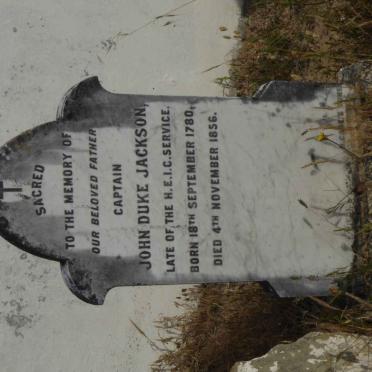 SACRED
TO THE MEMORY OF
OUR BELOVED FATHER
CAPTAIN
JOHN DUKE JACKSON,
LATE OF THE H.E.I.C. SERVICE.
BORN 18TH SEPTEMBER 1780,
DIED 4TH NOVEMBER 1856.